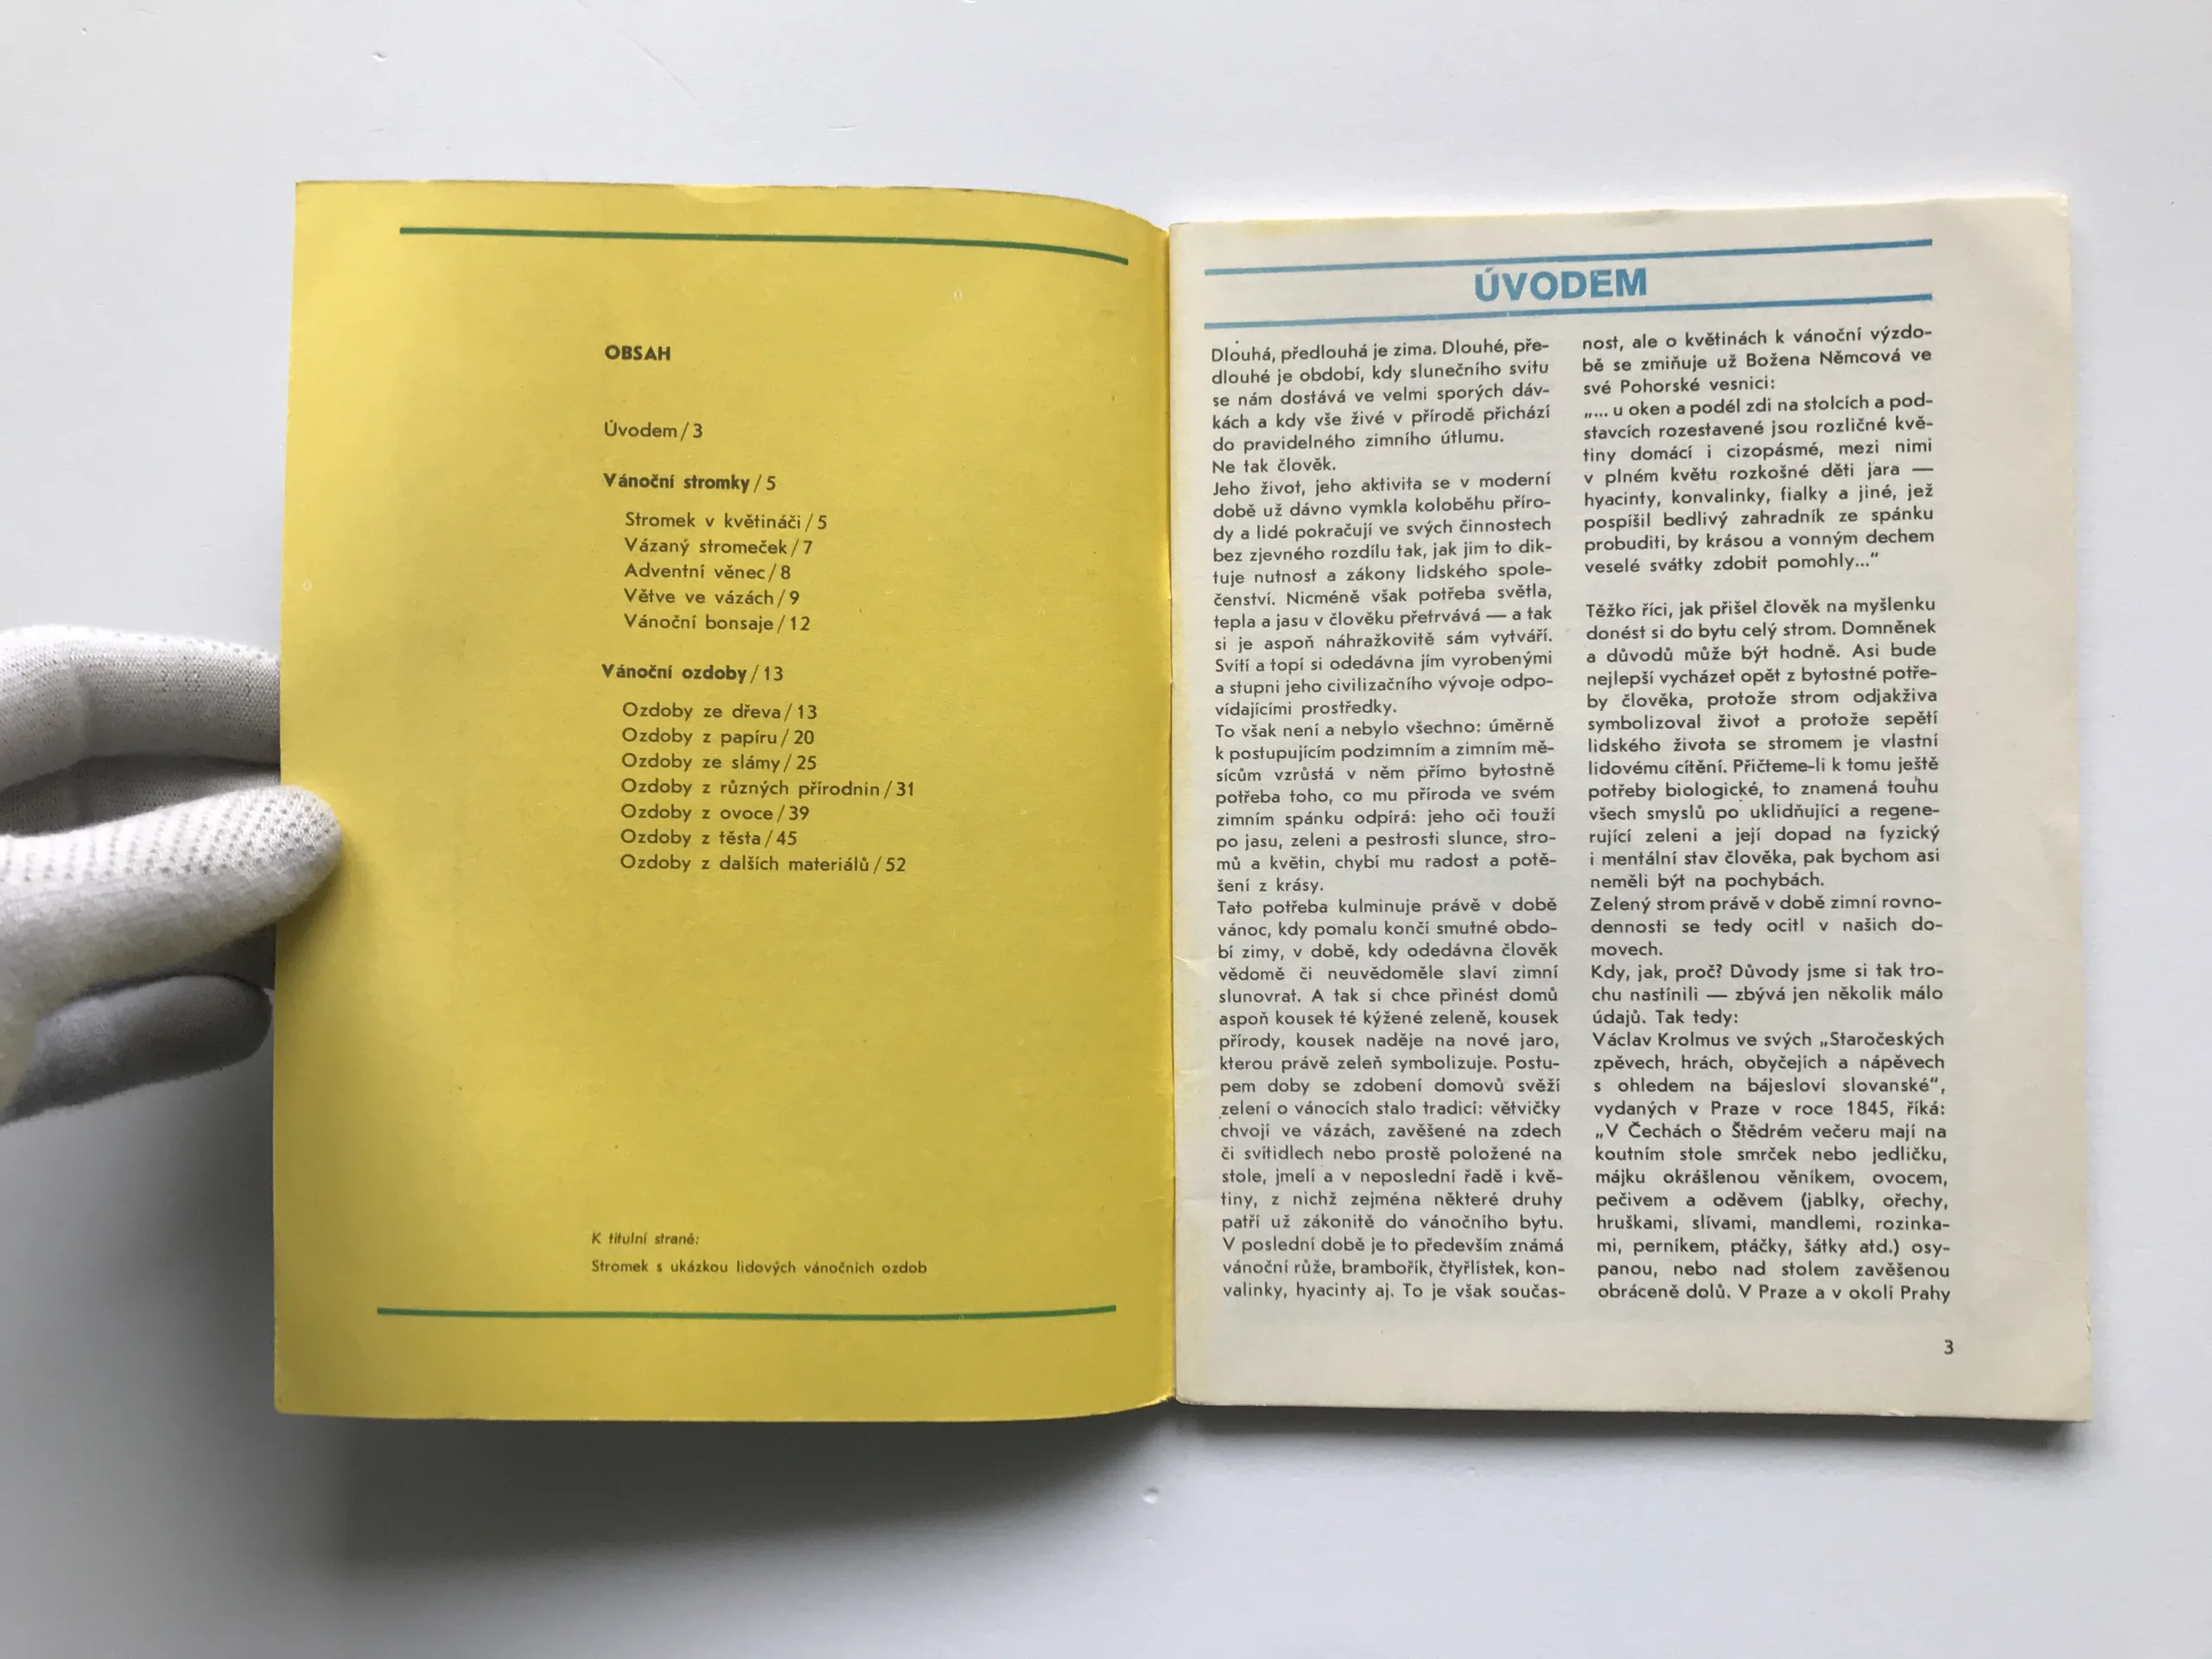 OBSAH
Úvodem/3
Vánoční stromky/5
Stromek v květináči/5
Vázaný stromeček/7
Adventní věnec/8
Větve ve vázách/9
Vánoční bonsaje/12
Vánoční ozdoby/13
Ozdoby ze dřeva/13
Ozdoby z papíru/20
Ozdoby ze slámy/25
Ozdoby z různých přírodnin/31
Ozdoby z ovoce/39
Ozdoby z těsta/45
Ozdoby z dalších materiálů/52
K titulní straně:
Stromek s ukázkou lidových vánočních ozdob
ÚVODEM
Dlouhá, předlouhá je zima. Dlouhé, pře-
dlouhé je období, kdy slunečního svitu
se nám dostává ve velmi sporých dáv-
kách a kdy vše živé v přírodě přichází
do pravidelného zimního útlumu.
Ne tak člověk.
Jeho život, jeho aktivita se v moderní
době už dávno vymkla koloběhu příro-
dy a lidé pokračují ve svých činnostech
bez zjevného rozdílu tak, jak jim to dik-
tuje nutnost a zákony lidského spole-
čenství. Nicméně však potřeba světla,
tepla a jasu v člověku přetrvává — a tak
si je aspoň náhražkovitě sám vytváří.
Svítí a topí si odedávna jím vyrobenými
a stupni jeho civilizačního vývoje odpo-
vídajícími prostředky.
To však není a nebylo všechno: úměrně
k postupujícím podzimním a zimním mě-
sícům vzrůstá v něm přímo bytostně
potřeba toho, co mu příroda ve svém
zimním spánku odpírá: jeho oči touží
po jasu, zeleni a pestrosti slunce, stro-
mů a květin, chybí mu radost a potě-
šení z krásy.
Tato potřeba kulminuje právě v době
vánoc, kdy pomalu končí smutné obdo-
bí zimy, v době, kdy odedávna člověk
vědomě či neuvědoměle slaví zimní
slunovrat. A tak si chce přinést domů
aspoň kousek té kýžené zeleně, kousek
přírody, kousek naděje na nové jaro,
kterou právě zeleň symbolizuje. Postu-
pem doby se zdobení domovů svěží
zelení o vánocích stalo tradicí: větvičky
chvojí ve vázách, zavěšené na zdech
či svítidlech nebo prostě položené na
stole, jmelí a v neposlední řadě i kvě-
tiny, z nichž zejména některé druhy
patří už zákonitě do vánočního bytu.
V poslední době je to především známá
vánoční růže, brambořík, čtyřlístek, kon-
valinky, hyacinty aj. To je však součas-
nost, ale o květinách k vánoční výzdo-
bě se zmiňuje už Božena Němcová ve
své Pohorské vesnici:
„... u oken a podél zdi na stolcích a pod-
stavcích rozestavené jsou rozličné kvě-
tiny domácí i cizopásmé, mezi nimi
v plném květu rozkošné děti jara —
hyacinty, konvalinky, fialky a jiné, jež
pospíšil bedlivý zahradník ze spánku
probuditi, by krásou a vonným dechem
veselé svátky zdobit pomohly..."
Těžko říci, jak přišel člověk na myšlenku
donést si do bytu celý strom. Domněnek
a důvodů může být hodně. Asi bude
nejlepší vycházet opět z bytostné potře-
by člověka, protože strom odjakživa
symbolizoval život a protože sepětí
lidského života se stromem je vlastní
lidovému cítění. Přičteme-li k tomu ještě
potřeby biologické, to znamená touhu
všech smyslů po uklidňující a regene-
rující zeleni a její dopad na fyzický
i mentální stav člověka, pak bychom asi
neměli být na pochybách.
Zelený strom právě v době zimní rovno-
dennosti se tedy ocitl v našich do-
movech.
Kdy, jak, proč? Důvody jsme si tak tro-
chu nastínili — zbývá jen několik málo
údajů. Tak tedy:
Václav Krolmus ve svých „Staročeských
zpěvech, hrách, obyčejích a nápěvech
s ohledem na bájesloví slovanské",
vydaných v Praze v roce 1845, říká:
„V Čechách o Štědrém večeru mají na
koutním stole smrček nebo jedličku,
májku okrášlenou věníkem, ovocem,
pečivem a oděvem (jablky, ořechy,
hruškami, slívami, mandlemi, rozinka-
mi, perníkem, ptáčky, šátky atd.) osy-
panou, nebo nad stolem zavěšenou
obráceně dolů. V Praze a v okolí Prahy
3